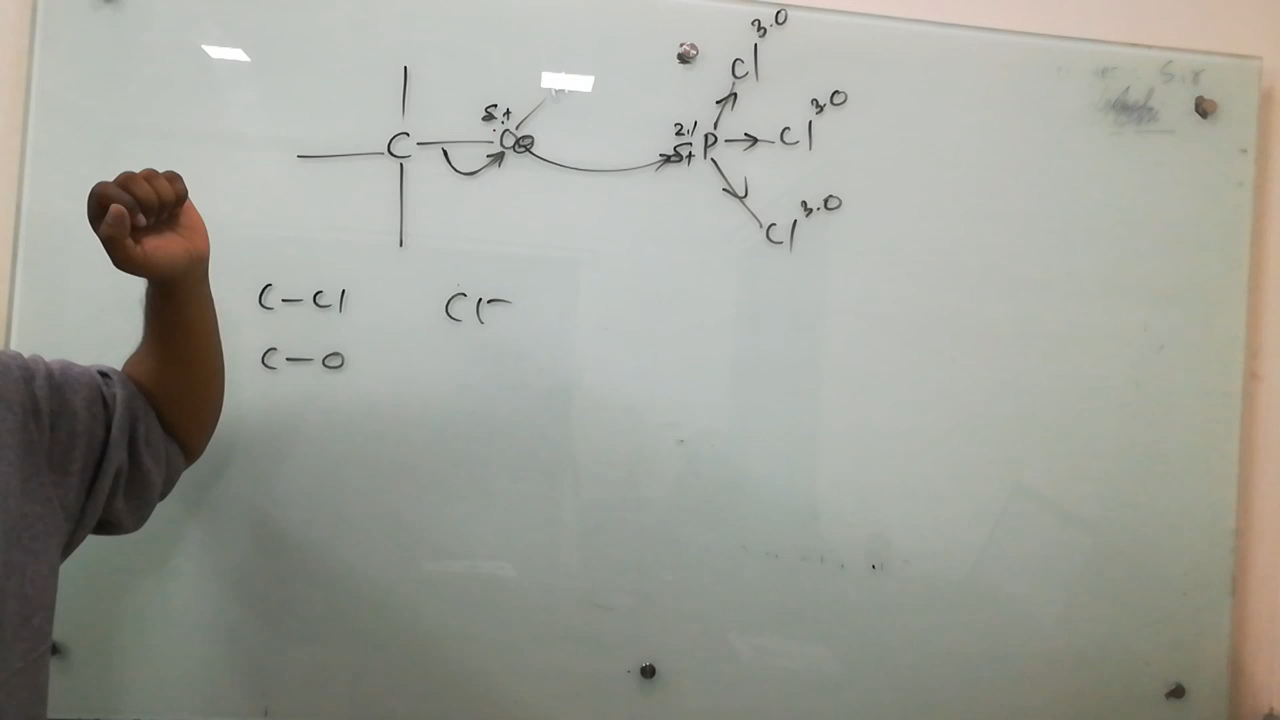 3.0
Cl
3.0
δ+
2.1
C O ⊖ δ+ P Cl
3.0
Cl
C-Cl Cl-
C-O